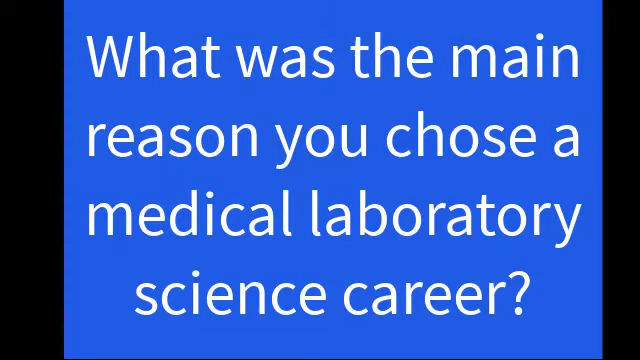 What was the main
reason you chose a
medical laboratory
science career?